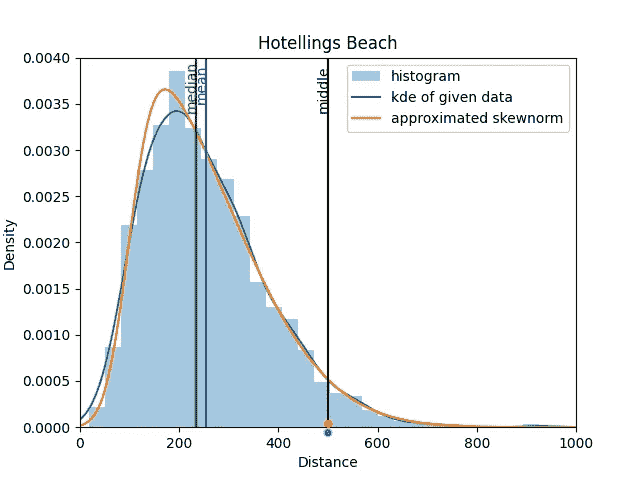 Hotellings Beach
0.0040
0.0035
0.0030
0.0025
0.0020
0.0015
0.0010
0.0005
0.0000
Density
median
mean
middle
histogram
kde of given data
approximated skewnorm
0
200
400
600
800
1000
Distance